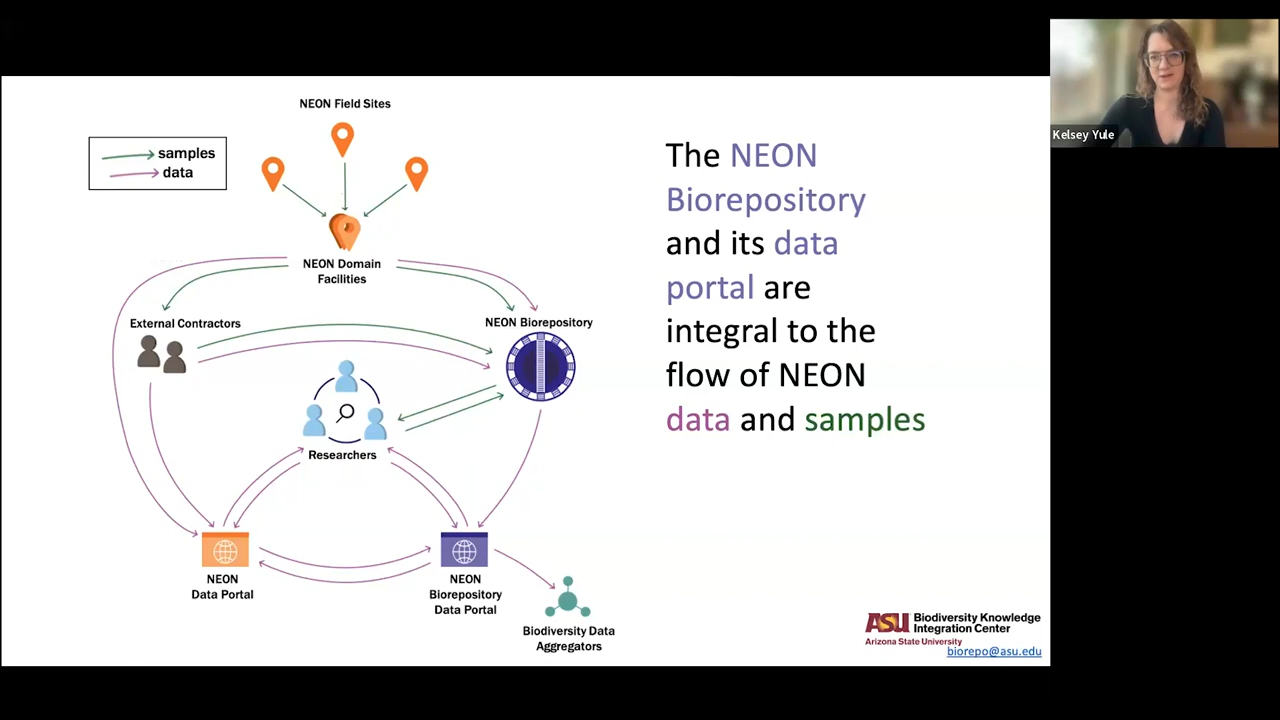 NEON Field Sites
samples
data
NEON Domain
Facilities
External Contractors
NEON Biorepository
Researchers
NEON
Data Portal
NEON
Biorepository
Data Portal
Biodiversity Data
Aggregators
The NEON
Biorepository
and its data
portal are
integral to the
flow of NEON
data and samples
ASU Biodiversity Knowledge
Integration Center
Arizona State University
biorepo@asu.edu
Kelsey Yule